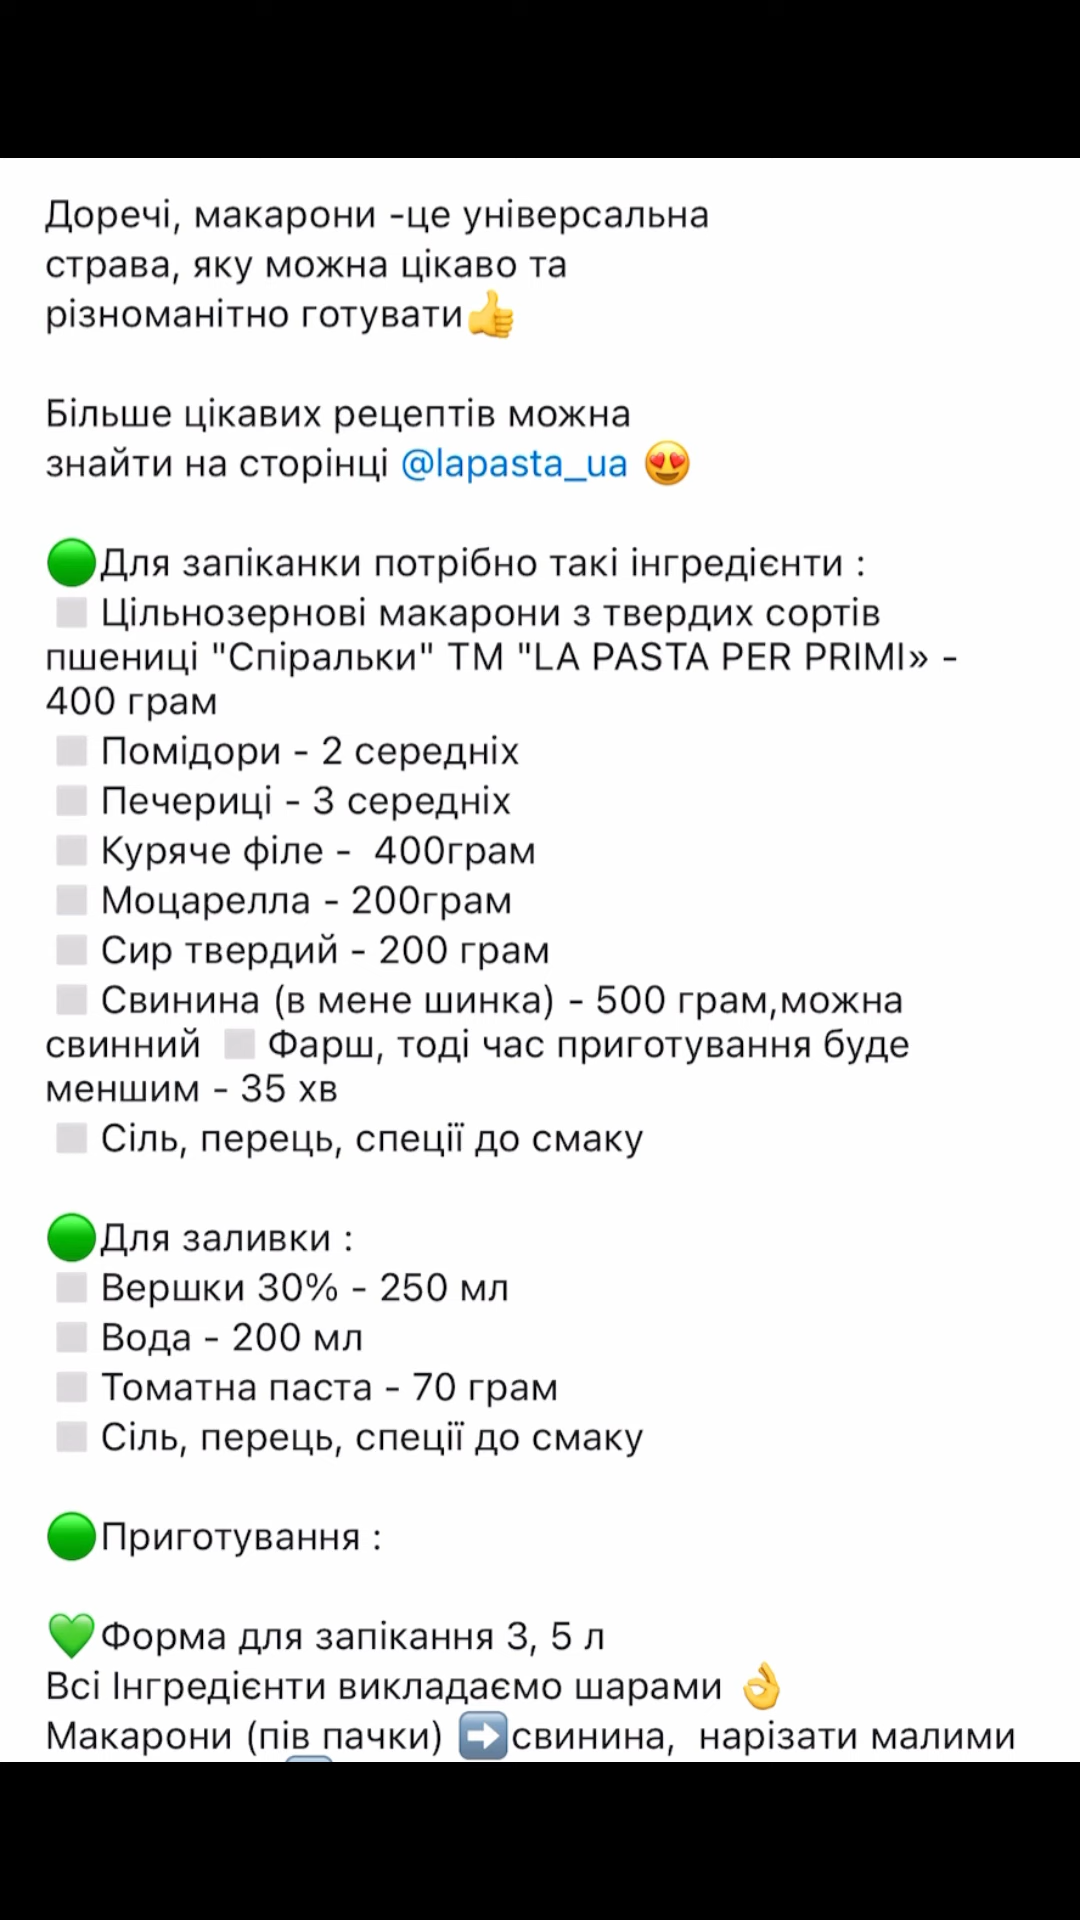 Доречі, макарони -це універсальна
страва, яку можна цікаво та
різноманітно готувати👍
Більше цікавих рецептів можна
знайти на сторінці @lapasta_ua 😍
🟢Для запіканки потрібно такі інгредієнти :
◻️ Цільнозернові макарони з твердих сортів
пшениці "Спіральки" ТМ "LA PASTA PER PRIMI» -
400 грам
◻️ Помідори - 2 середніх
◻️ Печериці - 3 середніх
◻️ Куряче філе -  400грам
◻️ Моцарелла - 200грам
◻️ Сир твердий - 200 грам
◻️ Свинина (в мене шинка) - 500 грам,можна
свинний ◻️ Фарш, тоді час приготування буде
меншим - 35 хв
◻️ Сіль, перець, спеції до смаку
🟢Для заливки :
◻️ Вершки 30% - 250 мл
◻️ Вода - 200 мл
◻️ Томатна паста - 70 грам
◻️ Сіль, перець, спеції до смаку
🟢Приготування :
💚Форма для запікання 3, 5 л
Всі Інгредієнти викладаємо шарами 👌
Макарони (пів пачки) ➡️свинина,  нарізати малими